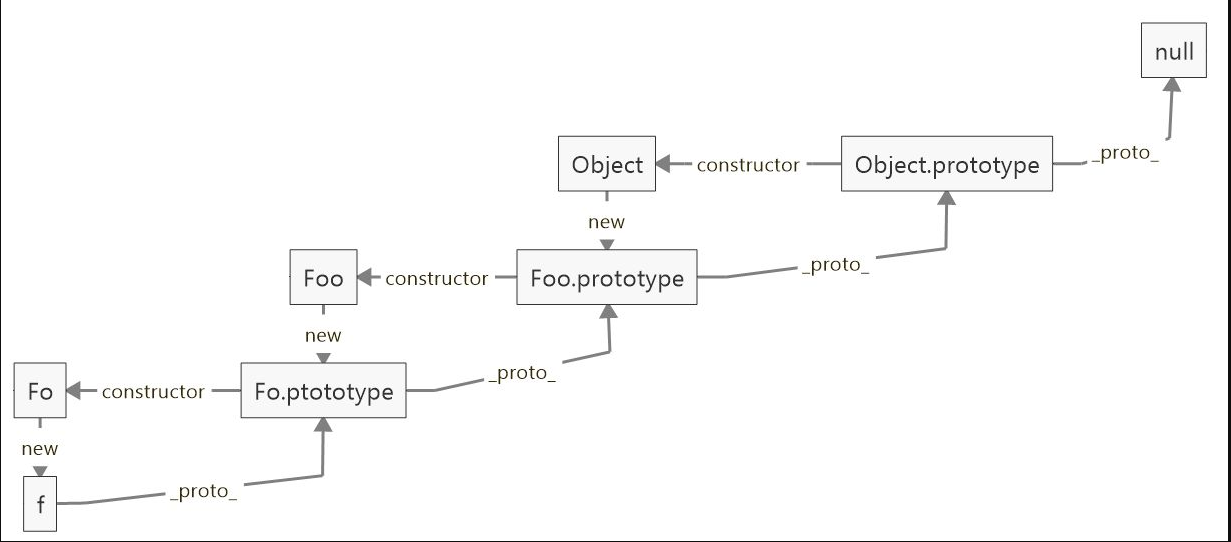 null
Object
constructor
Object.prototype
_proto_
new
Foo
constructor
Foo.prototype
_proto_
new
Fo
constructor
Fo.ptototype
_proto_
new
f
_proto_